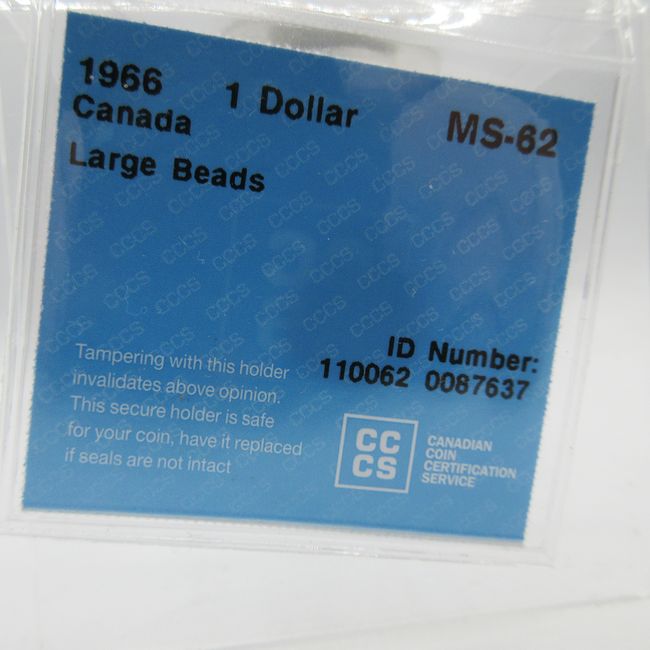 1966 1 Dollar MS-62
Canada
Large Beads
ID Number:
110062 0087637
Tampering with this holder
invalidates above opinion.
This secure holder is safe
for your coin, have it replaced
if seals are not intact
CC
CS
CANADIAN
COIN
CERTIFICATION
SERVICE